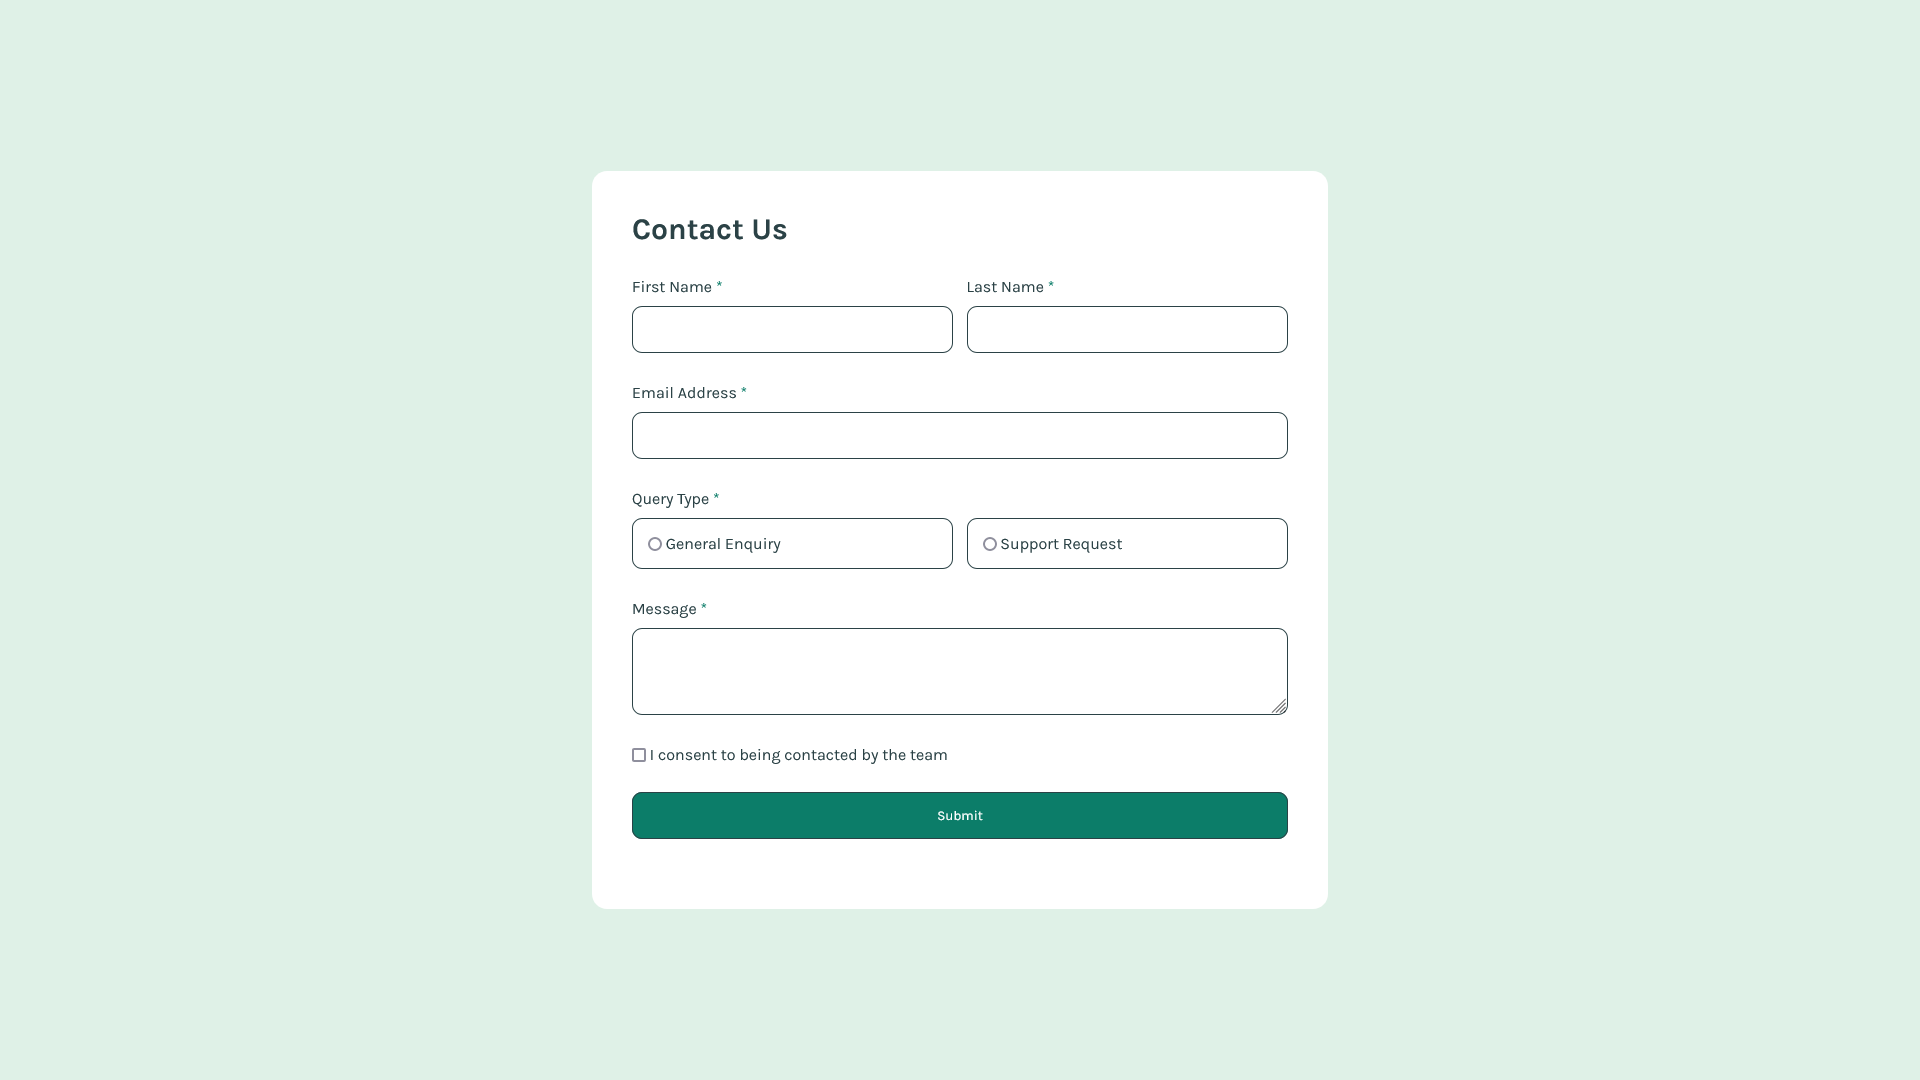 Contact Us
First Name * Last Name *
Email Address *
Query Type *
General Enquiry Support Request
Message *
I consent to being contacted by the team
Submit